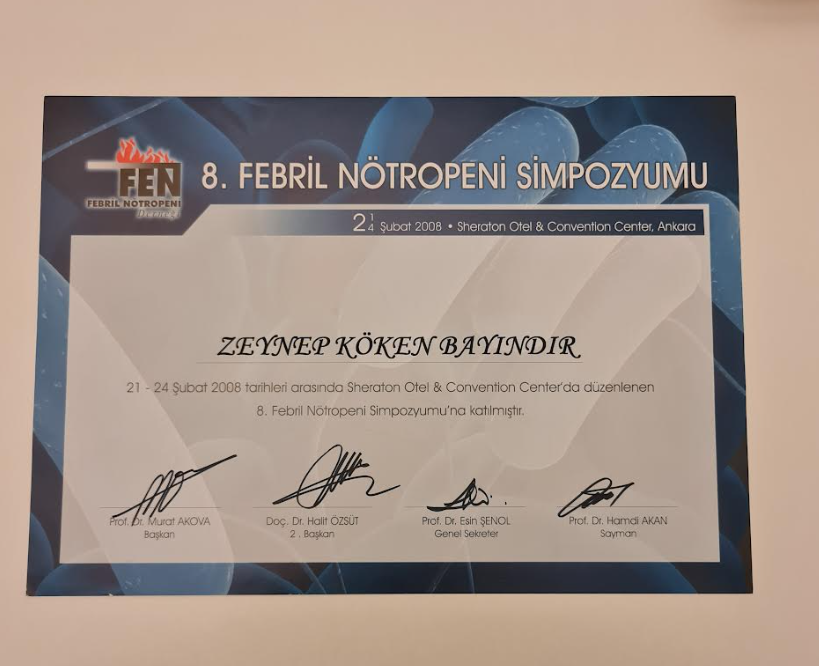 FEN
FEBRİL NÖTROPENİ
Derneği
8. FEBRİL NÖTROPENİ SİMPOZYUMU
21/24 Şubat 2008 • Sheraton Otel & Convention Center, Ankara
ZEYNEP KÖKEN BAYINDIR
21 - 24 Şubat 2008 tarihleri arasında Sheraton Otel & Convention Center'da düzenlenen
8. Febril Nötropeni Simpozyumu'na katılmıştır.
Prof. Dr. Murat AKOVA
Başkan
Doç. Dr. Halit ÖZSÜT
2 . Başkan
Prof. Dr. Esin ŞENOL
Genel Sekreter
Prof. Dr. Hamdi AKAN
Sayman